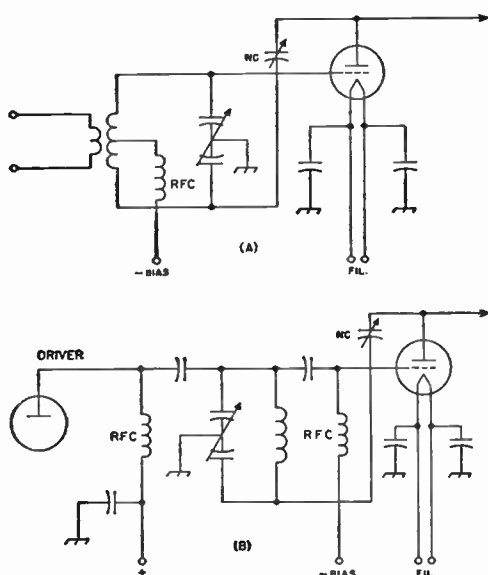 NC
RFC
(A)
— BIAS
FIL.
DRIVER
NC
RFC
RFC
(B)
+
— BIAS
FIL.